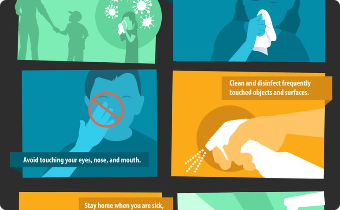 Clean and disinfect frequently
touched objects and surfaces.
Avoid touching your eyes, nose, and mouth.
Stay home when you are sick,